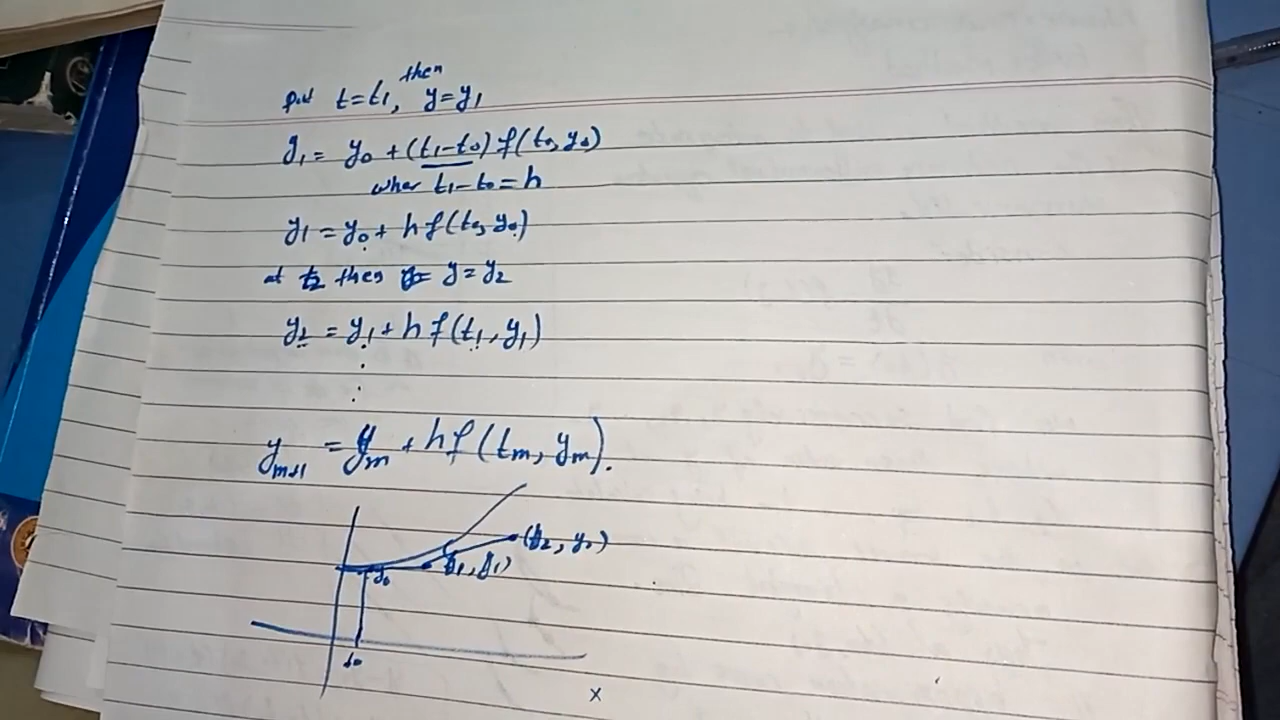 then
put t=t1, y=y1
y1 = y0 + (t1-t0) f(t0, y0)
wher t1-t0 = h
y1 = y0 + h f(t0, y0)
at t2 then y = y2
y2 = y1 + h f(t1, y1)
:
:
ym+1 = ym + h f(tm, ym).
(t2, y2)
y0 (t1, y1)
t0
x